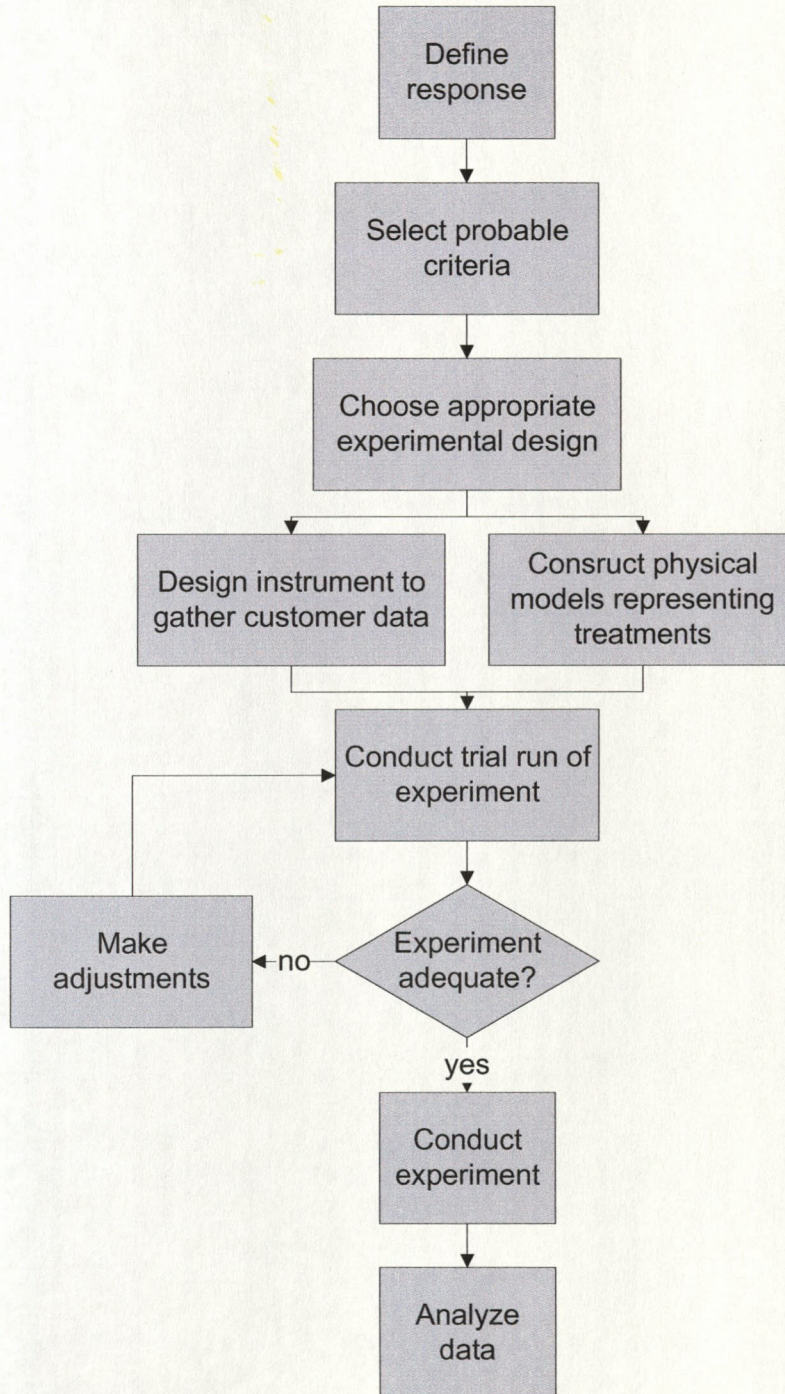 Define
response
Select probable
criteria
Choose appropriate
experimental design
Design instrument to
gather customer data
Consruct physical
models representing
treatments
Conduct trial run of
experiment
Make
adjustments
no
Experiment
adequate?
yes
Conduct
experiment
Analyze
data